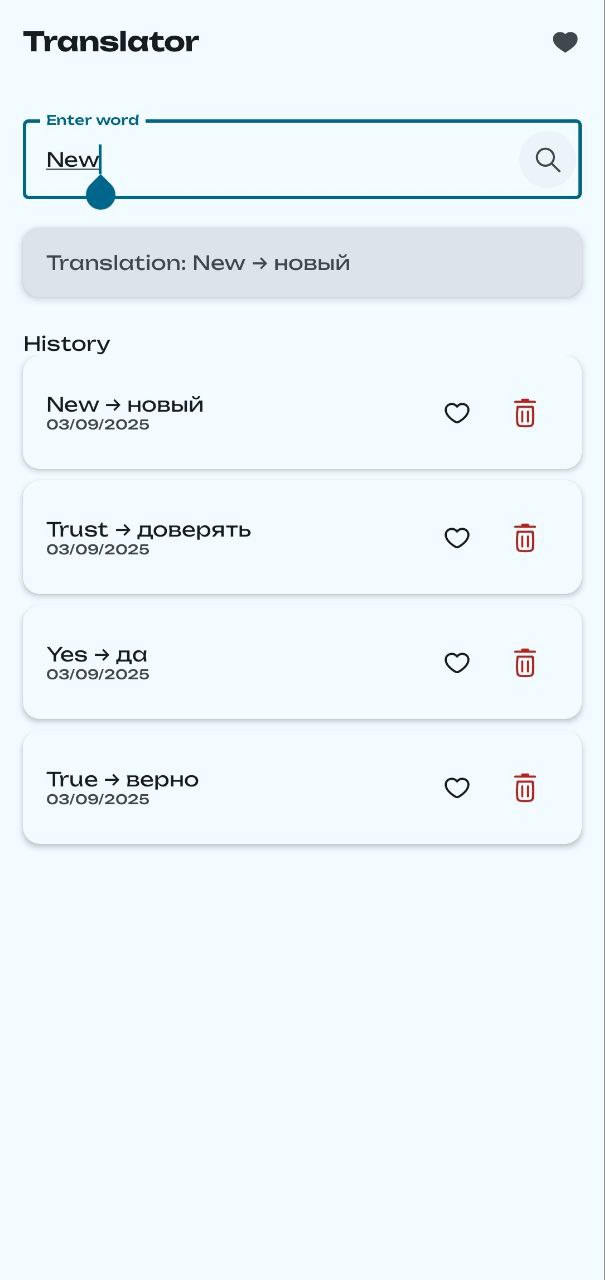 Translator
Enter word
New
Translation: New → новый
History
New → новый
03/09/2025
Trust → доверять
03/09/2025
Yes → да
03/09/2025
True → верно
03/09/2025